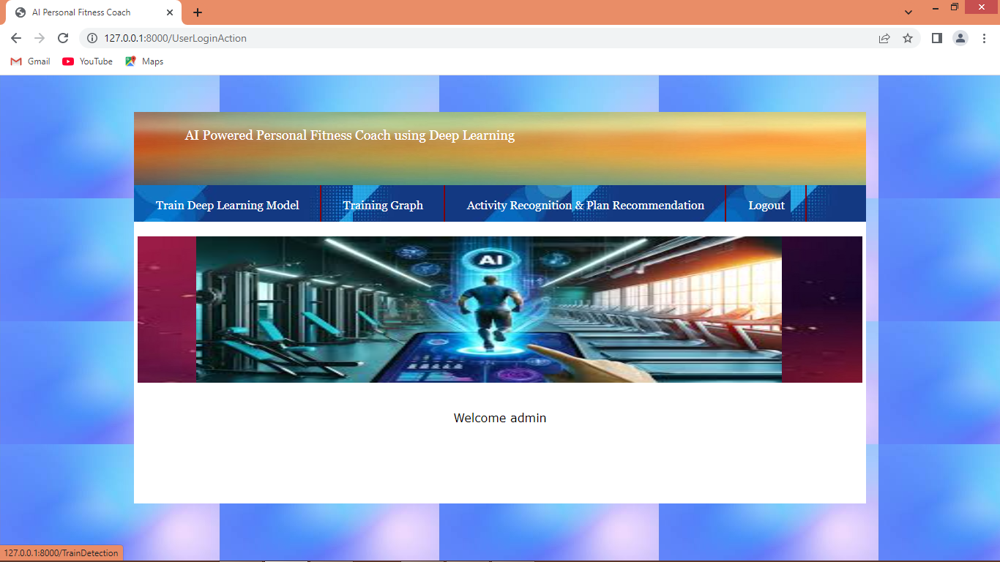 AI Personal Fitness Coach
127.0.0.1:8000/UserLoginAction
Gmail YouTube Maps
AI Powered Personal Fitness Coach using Deep Learning
Train Deep Learning Model Training Graph Activity Recognition & Plan Recommendation Logout
AI
Welcome admin
127.0.0.1:8000/TrainDetection